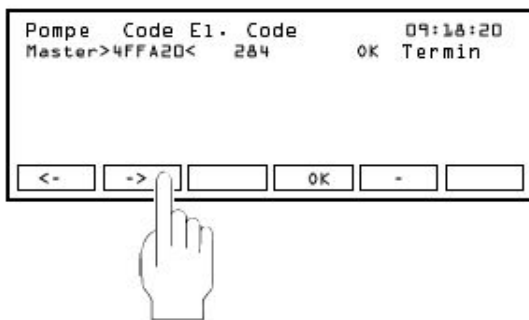 Pompe Code El. Code 09:18:20
Master>4FFA20< 284 OK Termin
<- -> OK -